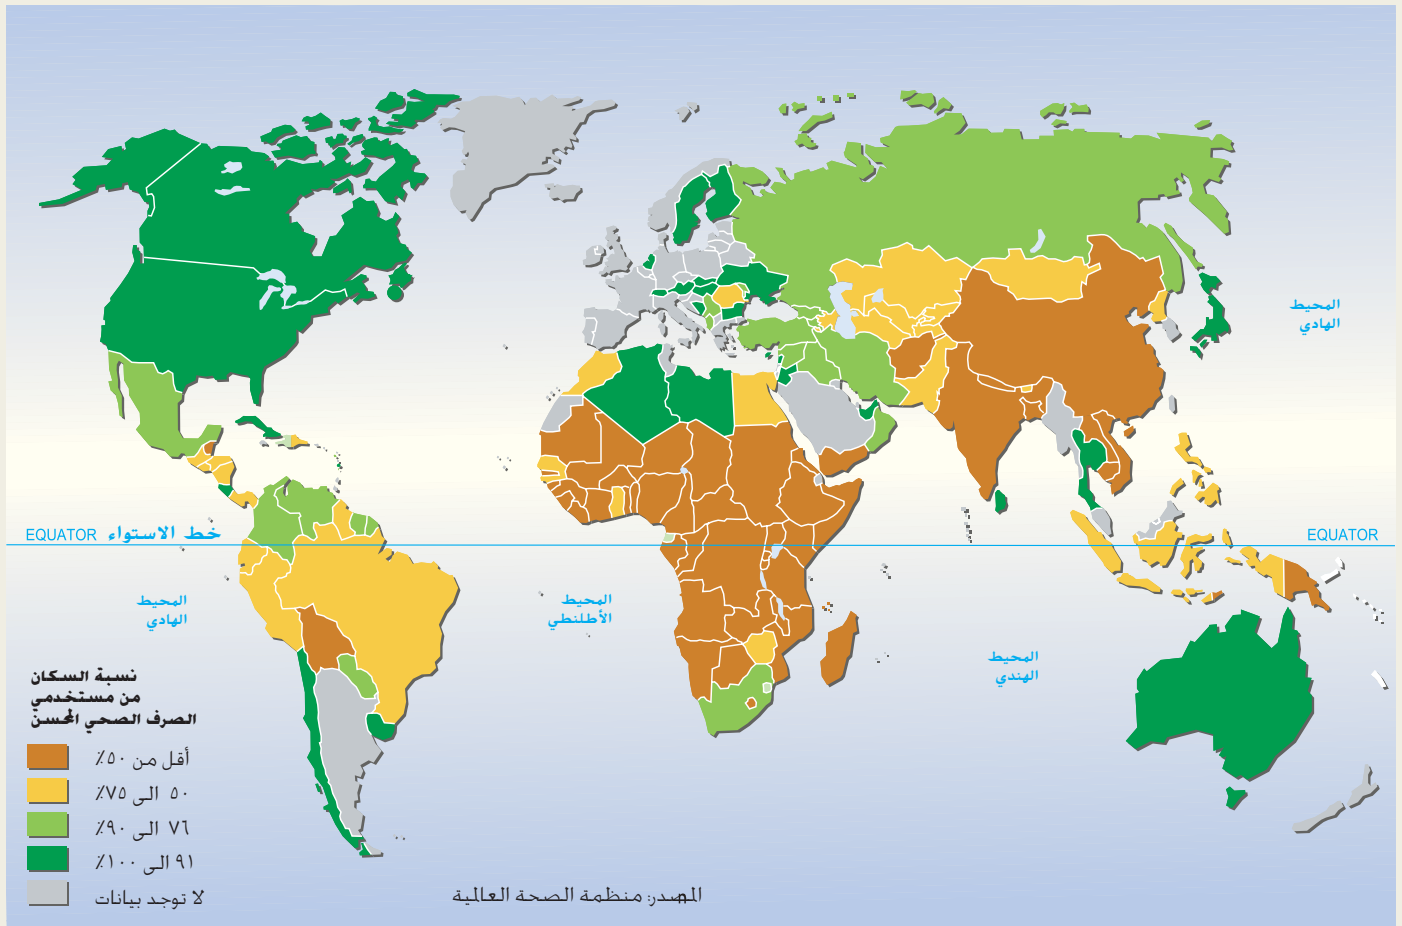 المحيط
الهادي
EQUATOR خط الاستواء
EQUATOR
المحيط
الهادي
المحيط
الأطلنطي
المحيط
الهندي
نسبة السكان
من مستخدمي
الصرف الصحي المحسن
أقل من ٥٠٪
٥٠ الى ٧٥٪
٧٦ الى ٩٠٪
٩١ الى ١٠٠٪
لا توجد بيانات
المصدر: منظمة الصحة العالمية